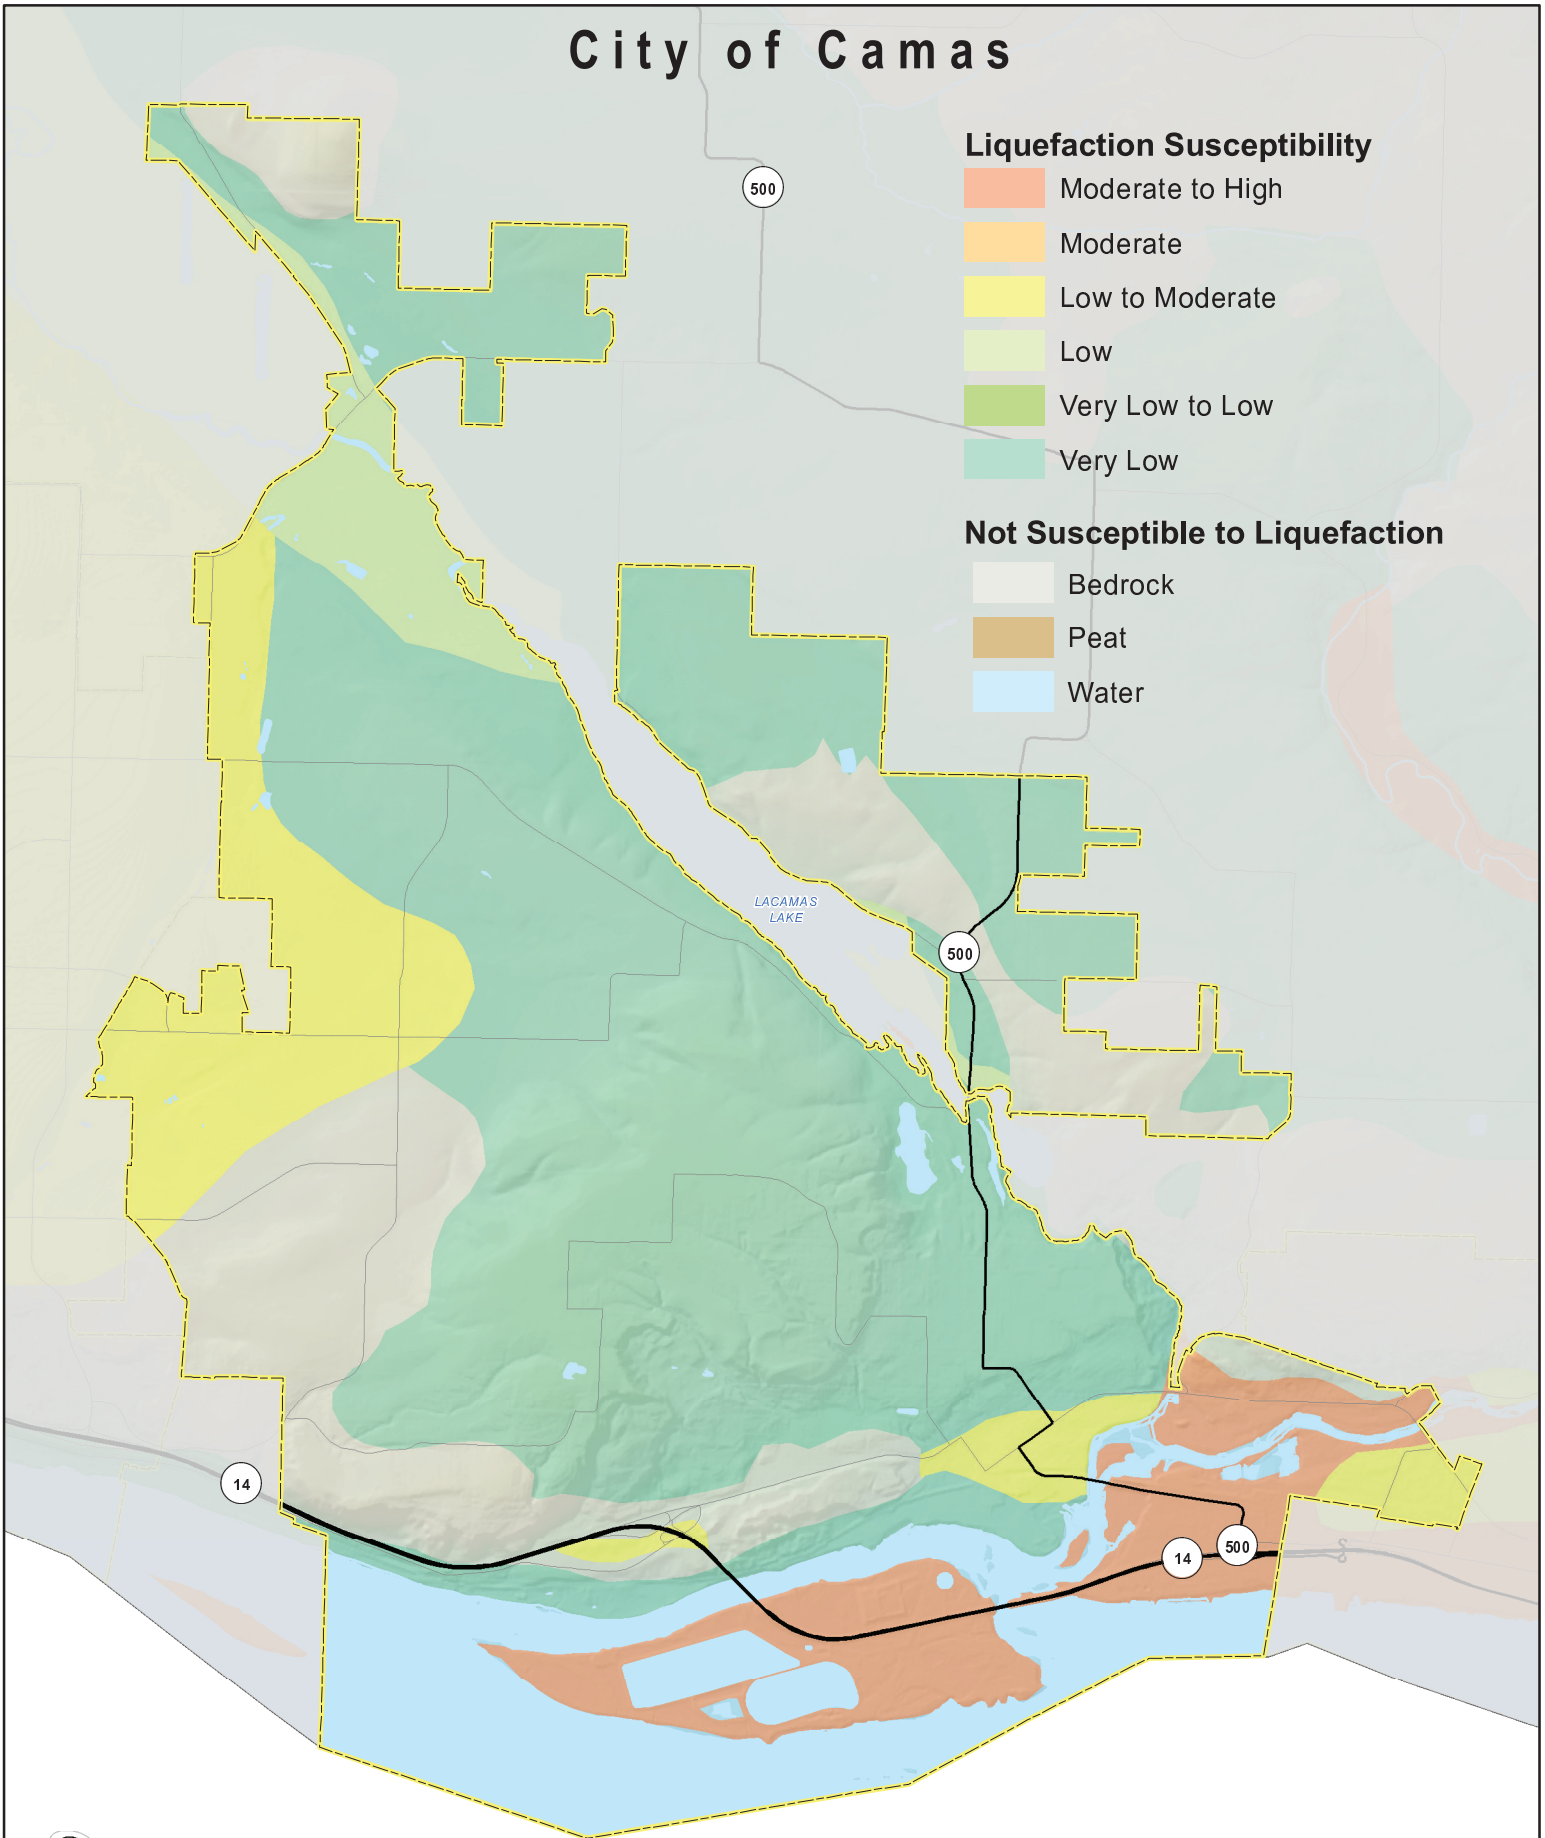 City of Camas
500
Liquefaction Susceptibility
Moderate to High
Moderate
Low to Moderate
Low
Very Low to Low
Very Low
Not Susceptible to Liquefaction
Bedrock
Peat
Water
LACAMAS
LAKE
500
14
14
500